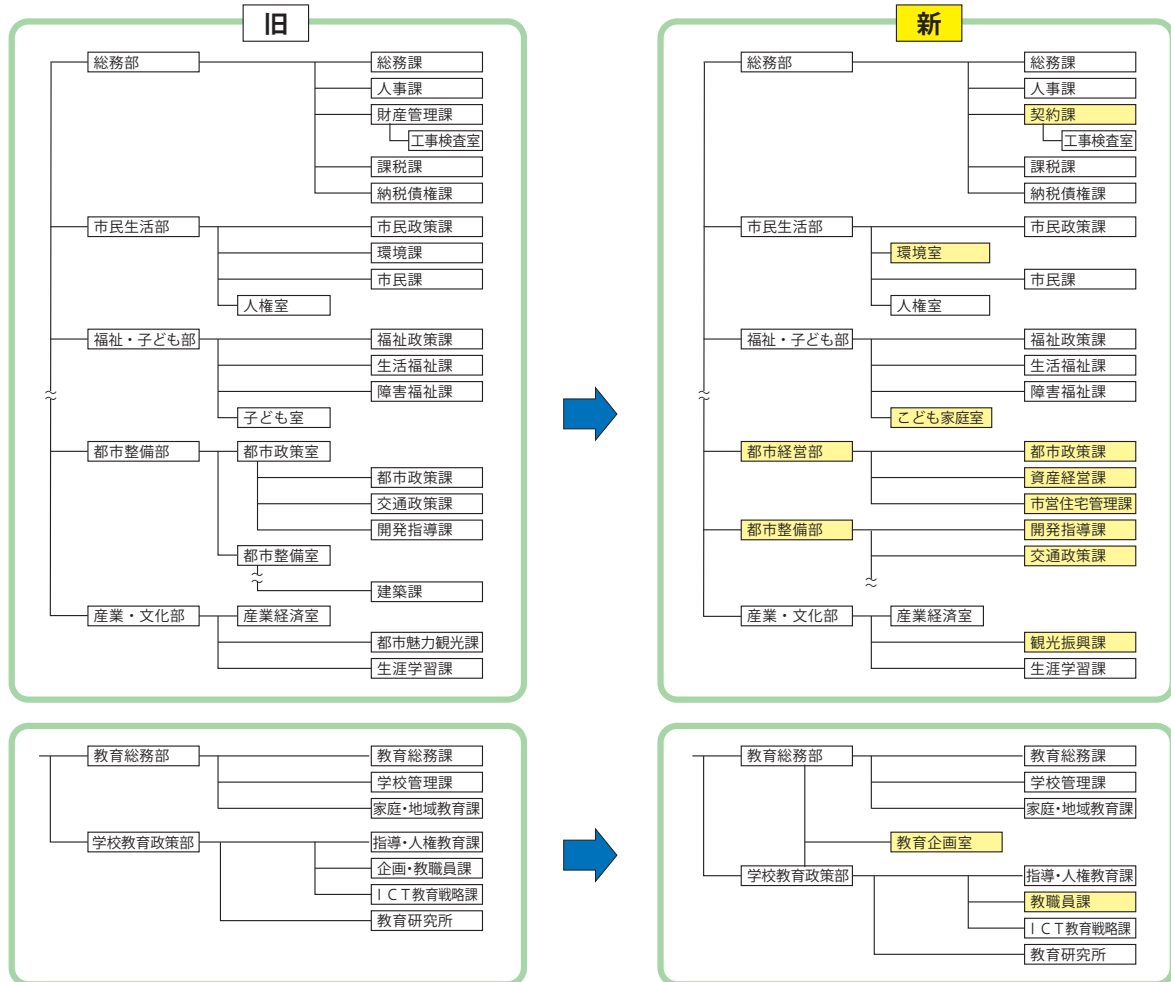 旧
総務部
総務課
人事課
財産管理課
工事検査室
課税課
納税債権課
市民生活部
市民政策課
環境課
市民課
人権室
福祉・子ども部
福祉政策課
生活福祉課
障害福祉課
子ども室
都市整備部
都市政策室
都市政策課
交通政策課
開発指導課
都市整備室
建築課
産業・文化部
産業経済室
都市魅力観光課
生涯学習課
新
総務部
総務課
人事課
契約課
工事検査室
課税課
納税債権課
市民生活部
市民政策課
環境室
市民課
人権室
福祉・子ども部
福祉政策課
生活福祉課
障害福祉課
こども家庭室
都市経営部
都市政策課
資産経営課
市営住宅管理課
都市整備部
開発指導課
交通政策課
産業・文化部
産業経済室
観光振興課
生涯学習課
教育総務部
教育総務課
学校管理課
家庭・地域教育課
学校教育政策部
指導・人権教育課
企画・教職員課
ＩＣＴ教育戦略課
教育研究所
教育総務部
教育総務課
学校管理課
家庭・地域教育課
教育企画室
学校教育政策部
指導・人権教育課
教職員課
ＩＣＴ教育戦略課
教育研究所